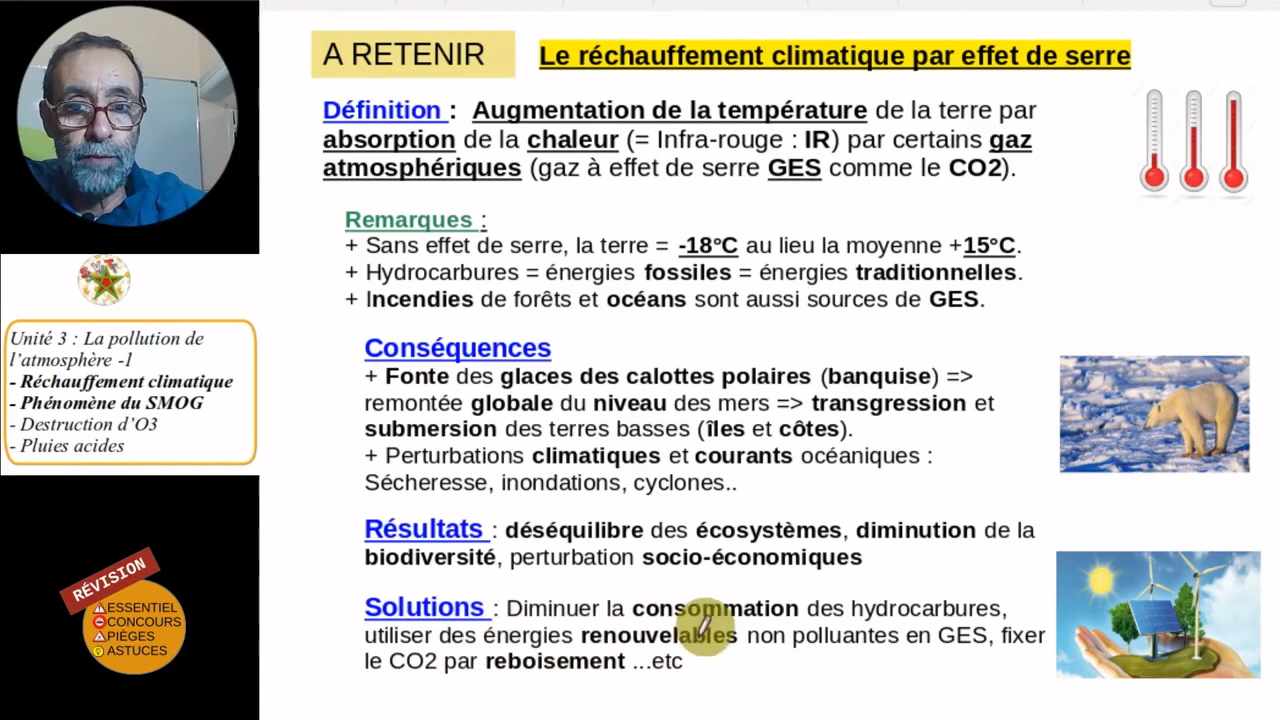 A RETENIR
Le réchauffement climatique par effet de serre
Définition : Augmentation de la température de la terre par
absorption de la chaleur (= Infra-rouge : IR) par certains gaz
atmosphériques (gaz à effet de serre GES comme le CO2).
Remarques :
+ Sans effet de serre, la terre = -18°C au lieu la moyenne +15°C.
+ Hydrocarbures = énergies fossiles = énergies traditionnelles.
+ Incendies de forêts et océans sont aussi sources de GES.
Conséquences
+ Fonte des glaces des calottes polaires (banquise) =>
remontée globale du niveau des mers => transgression et
submersion des terres basses (îles et côtes).
+ Perturbations climatiques et courants océaniques :
Sécheresse, inondations, cyclones..
Résultats : déséquilibre des écosystèmes, diminution de la
biodiversité, perturbation socio-économiques
Solutions : Diminuer la consommation des hydrocarbures,
utiliser des énergies renouvelables non polluantes en GES, fixer
le CO2 par reboisement ...etc
SVT
Unité 3 : La pollution de
l'atmosphère -1
- Réchauffement climatique
- Phénomène du SMOG
- Destruction d'O3
- Pluies acides
RÉVISION
ESSENTIEL
CONCOURS
PIÈGES
ASTUCES